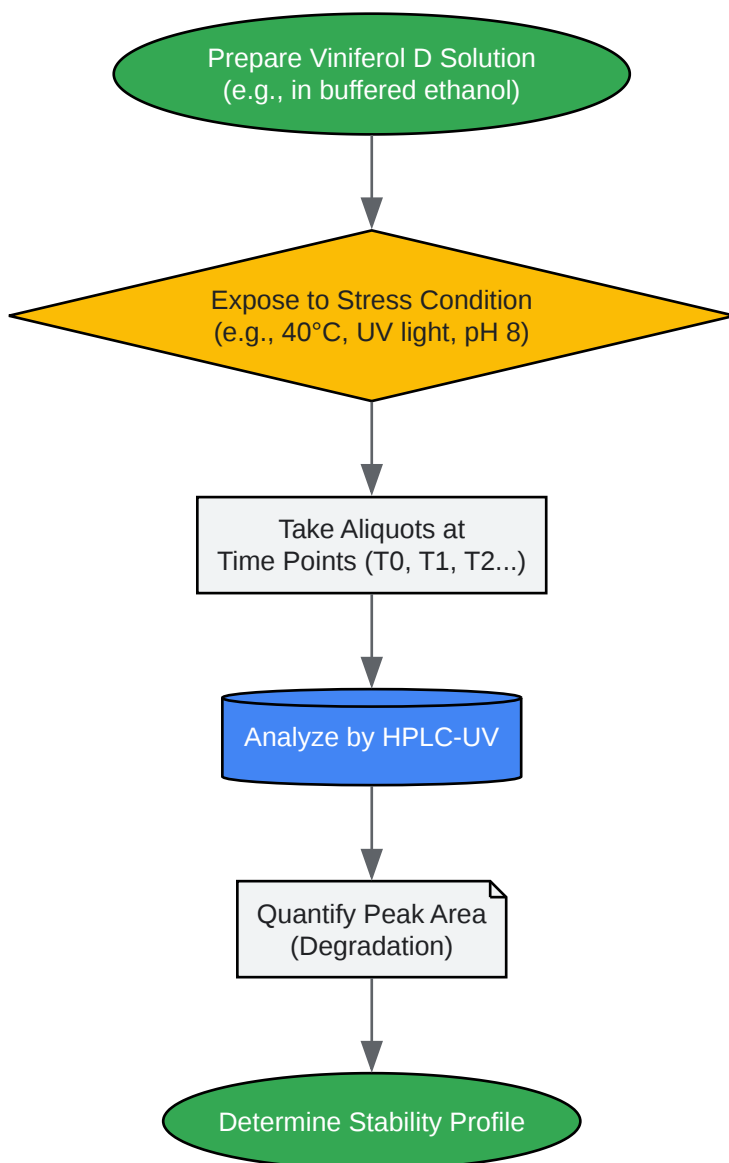 Prepare Viniferol D Solution
(e.g., in buffered ethanol)
Expose to Stress Condition
(e.g., 40°C, UV light, pH 8)
Take Aliquots at
Time Points (T0, T1, T2...)
Analyze by HPLC-UV
Quantify Peak Area
(Degradation)
Determine Stability Profile